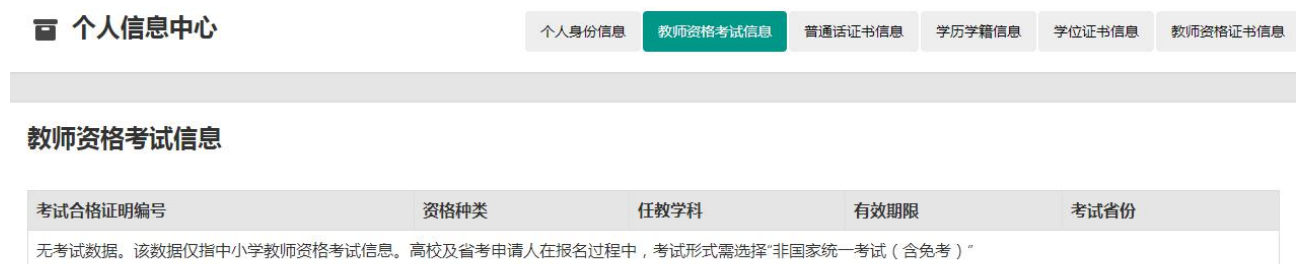 个人信息中心
个人身份信息 教师资格考试信息 普通话证书信息 学历学籍信息 学位证书信息 教师资格证书信息
教师资格考试信息
考试合格证明编号 资格种类 任教学科 有效期限 考试省份
无考试数据。该数据仅指中小学教师资格考试信息。高校及省考申请人在报名过程中，考试形式需选择“非国家统一考试（含免考）”